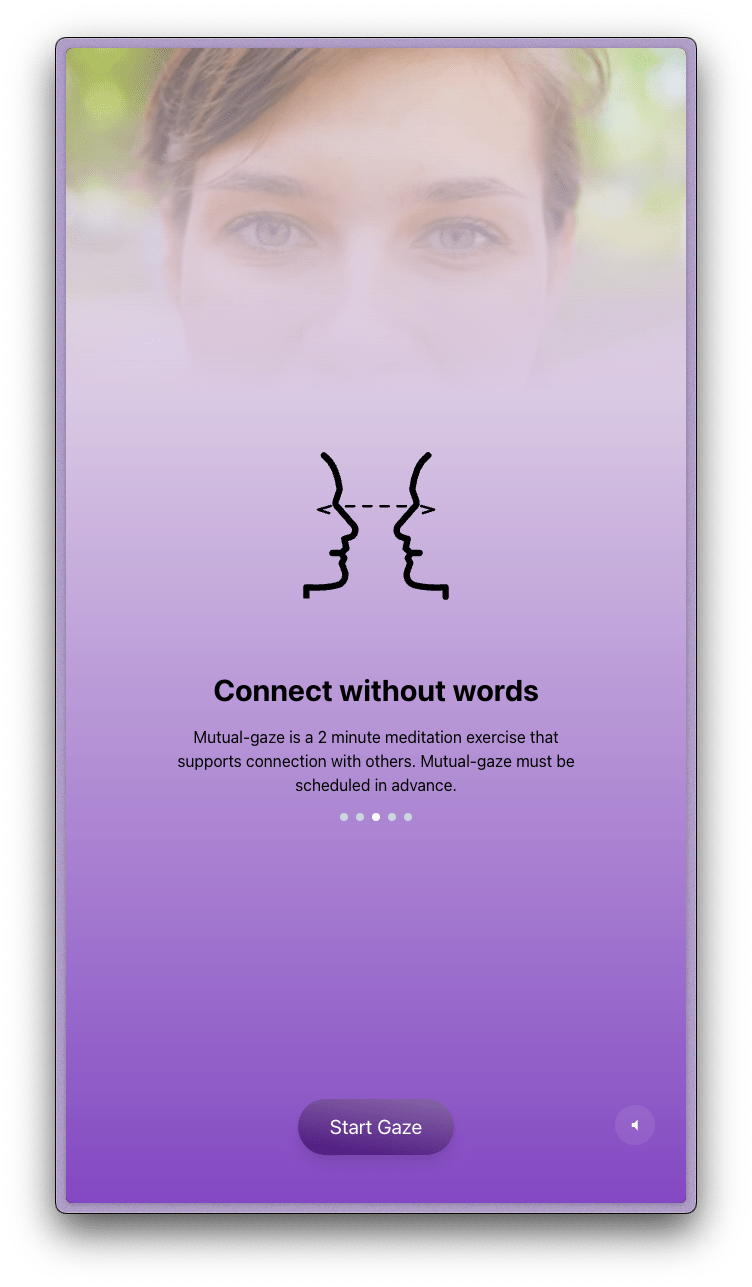 Connect without words
Mutual-gaze is a 2 minute meditation exercise that
supports connection with others. Mutual-gaze must be
scheduled in advance.
Start Gaze